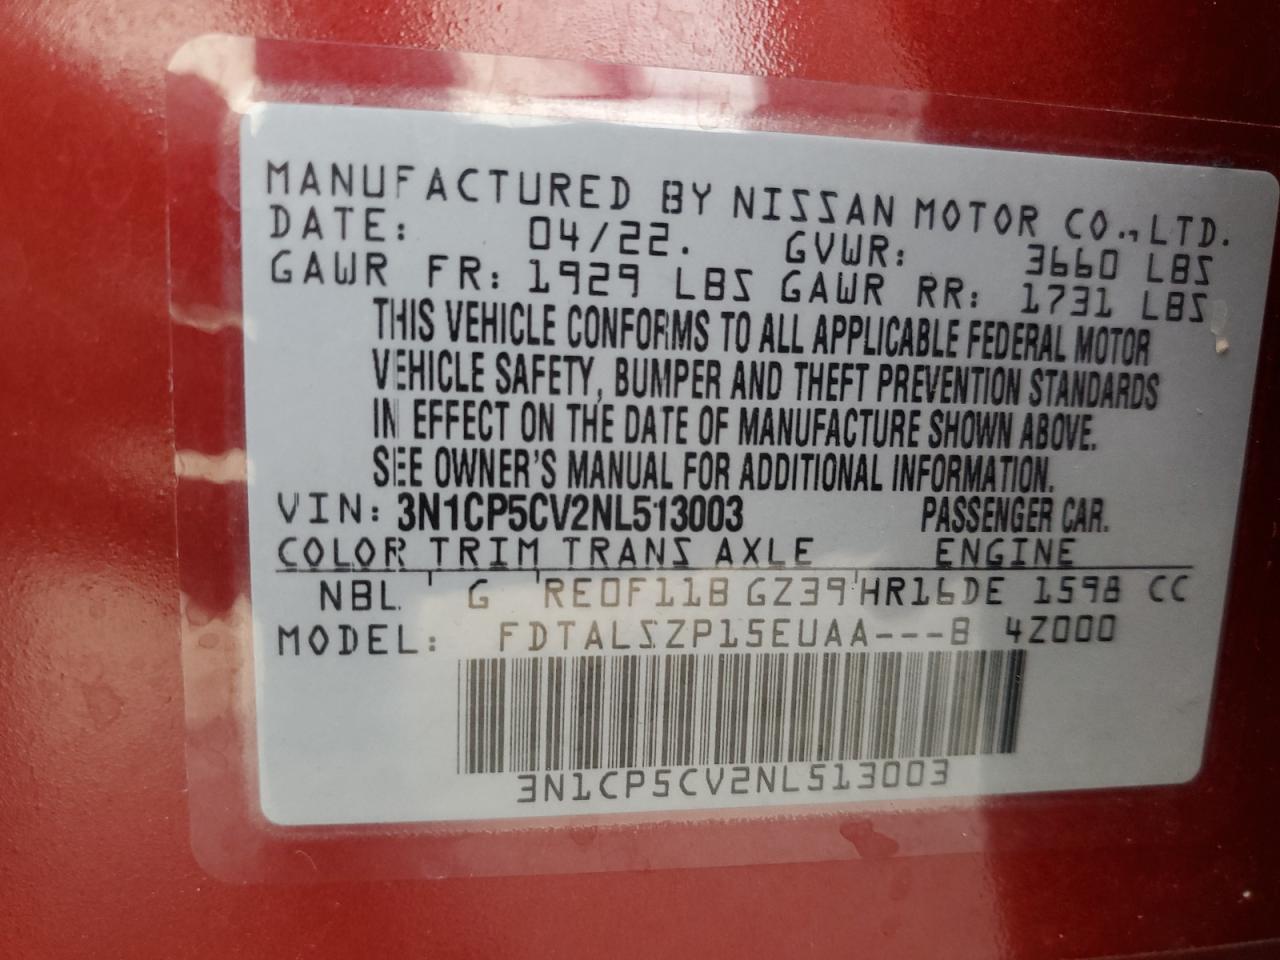 MANUFACTURED BY NISSAN MOTOR CO.,LTD.
DATE: 04/22. GVWR: 3660 LBS
GAWR FR: 1929 LBS GAWR RR: 1731 LBS
THIS VEHICLE CONFORMS TO ALL APPLICABLE FEDERAL MOTOR
VEHICLE SAFETY, BUMPER AND THEFT PREVENTION STANDARDS
IN EFFECT ON THE DATE OF MANUFACTURE SHOWN ABOVE.
SEE OWNER'S MANUAL FOR ADDITIONAL INFORMATION.
VIN: 3N1CP5CV2NL513003 PASSENGER CAR.
COLOR TRIM TRANS AXLE ENGINE
NBL G RE0F11B GZ39 HR16DE 1598 CC
MODEL: FDTALSZP15EUAA---B 4Z000
3N1CP5CV2NL513003